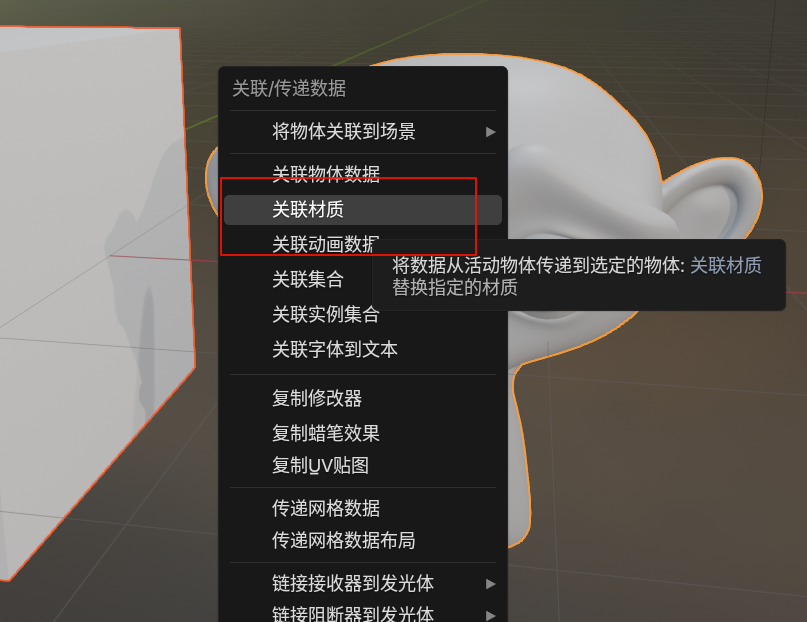 关联/传递数据
将物体关联到场景
关联物体数据
关联材质
关联动画数据
将数据从活动物体传递到选定的物体: 关联材质
替换指定的材质
关联集合
关联实例集合
关联字体到文本
复制修改器
复制蜡笔效果
复制UV贴图
传递网格数据
传递网格数据布局
链接接收器到发光体
链接阻断器到发光体